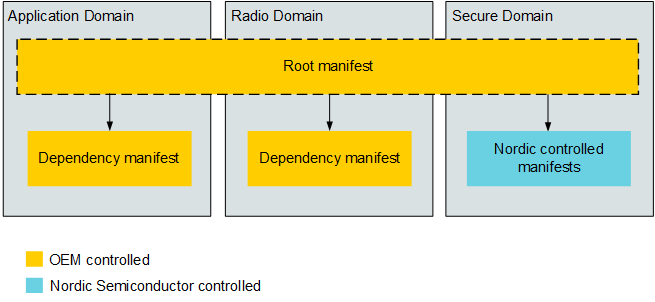 Application Domain
Radio Domain
Secure Domain
Root manifest
Dependency manifest
Dependency manifest
Nordic controlled
manifests
OEM controlled
Nordic Semiconductor controlled